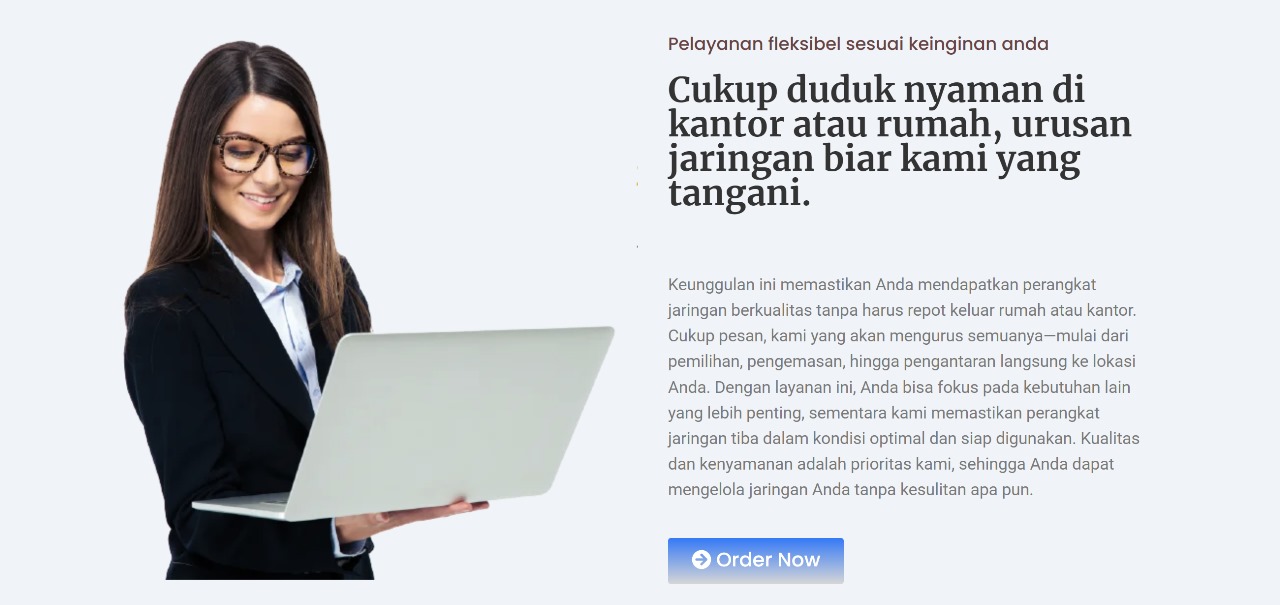 Pelayanan fleksibel sesuai keinginan anda
Cukup duduk nyaman di
kantor atau rumah, urusan
jaringan biar kami yang
tangani.
Keunggulan ini memastikan Anda mendapatkan perangkat
jaringan berkualitas tanpa harus repot keluar rumah atau kantor.
Cukup pesan, kami yang akan mengurus semuanya—mulai dari
pemilihan, pengemasan, hingga pengantaran langsung ke lokasi
Anda. Dengan layanan ini, Anda bisa fokus pada kebutuhan lain
yang lebih penting, sementara kami memastikan perangkat
jaringan tiba dalam kondisi optimal dan siap digunakan. Kualitas
dan kenyamanan adalah prioritas kami, sehingga Anda dapat
mengelola jaringan Anda tanpa kesulitan apa pun.
Order Now